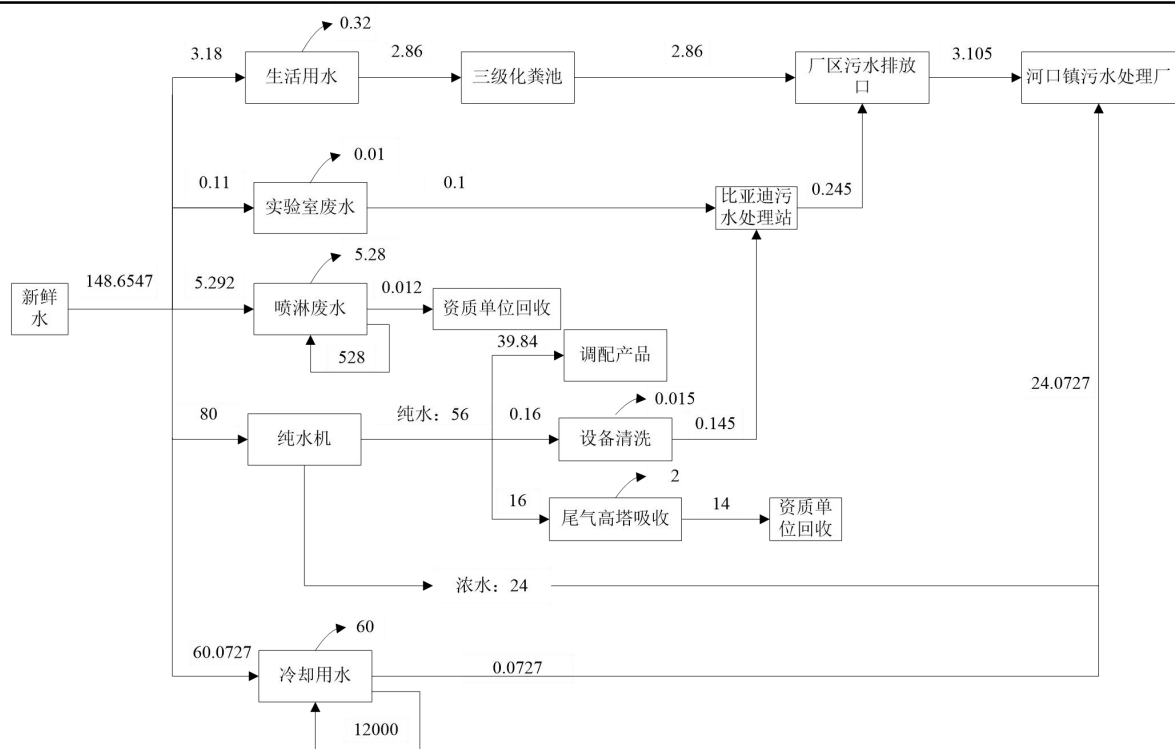 0.32
3.18
生活用水
2.86
三级化粪池
2.86
厂区污水排放
口
3.105
河口镇污水处理厂
0.01
0.11
实验室废水
0.1
比亚迪污
水处理站
0.245
新鲜
水
148.6547
5.28
5.292
喷淋废水
0.012
资质单位回收
528
39.84
调配产品
24.0727
80
纯水机
纯水：56
0.16
0.015
设备清洗
0.145
16
2
尾气高塔吸收
14
资质单
位回收
浓水：24
60
60.0727
冷却用水
0.0727
12000